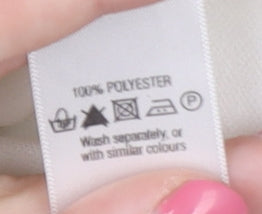 100% POLYESTER
P
Wash separately, or
with similar colours